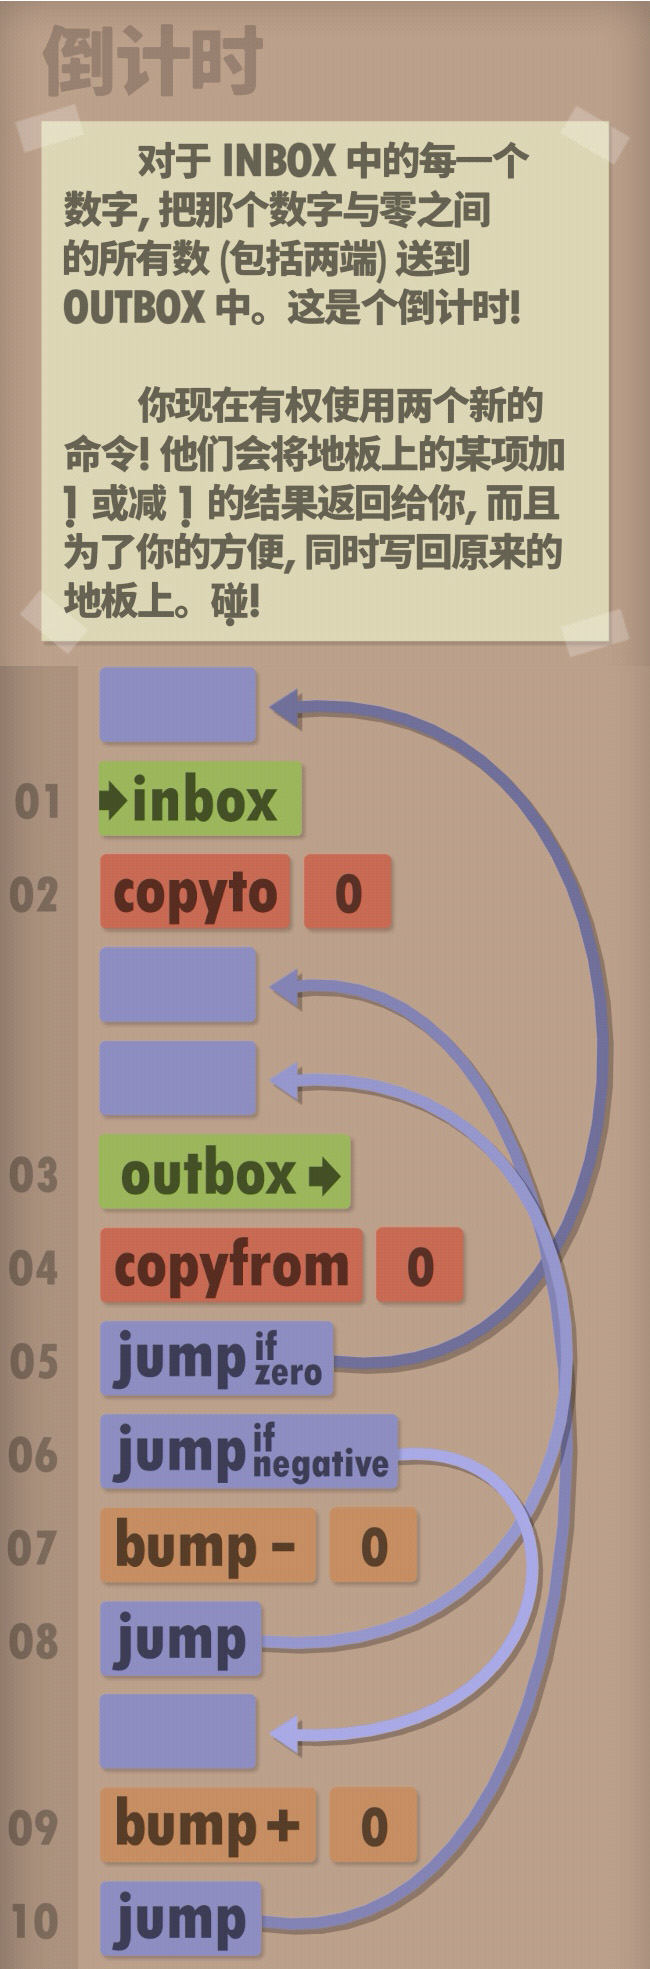 倒计时
对于 INBOX 中的每一个
数字, 把那个数字与零之间
的所有数 (包括两端) 送到
OUTBOX 中。这是个倒计时!
你现在有权使用两个新的
命令! 他们会将地板上的某项加
1 或减 1 的结果返回给你, 而且
为了你的方便, 同时写回原来的
地板上。碰!
01 inbox
02 copyto 0
03 outbox
04 copyfrom 0
05 jump if zero
06 jump if negative
07 bump - 0
08 jump
09 bump + 0
10 jump